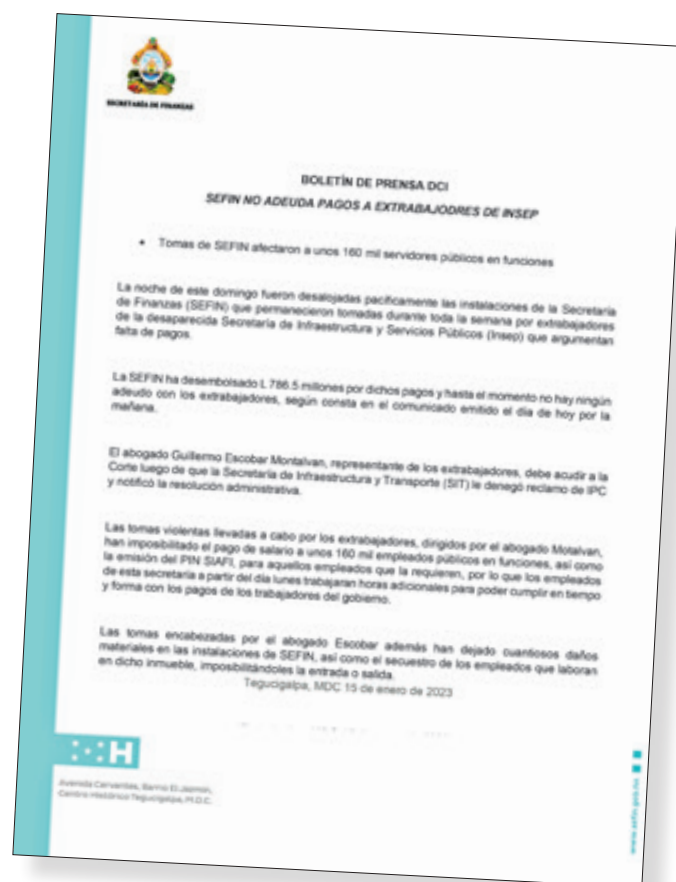 SECRETARÍA DE FINANZAS
BOLETÍN DE PRENSA DCI
SEFIN NO ADEUDA PAGOS A EXTRABAJODRES DE INSEP
• Tomas de SEFIN afectaron a unos 160 mil servidores públicos en funciones
La noche de este domingo fueron desalojadas pacíficamente las instalaciones de la Secretaría
de Finanzas (SEFIN) que permanecieron tomadas durante toda la semana por extrabajadores
de la desaparecida Secretaría de Infraestructura y Servicios Públicos (Insep) que argumentan
falta de pagos.
La SEFIN ha desembolsado L 786.5 millones por dichos pagos y hasta el momento no hay ningún
adeudo con los extrabajadores, según consta en el comunicado emitido el día de hoy por la
mañana.
El abogado Guillermo Escobar Montalvan, representante de los extrabajadores, debe acudir a la
Corte luego de que la Secretaría de Infraestructura y Transporte (SIT) le denegó reclamo de IPC
y notificó la resolución administrativa.
Las tomas violentas llevadas a cabo por los extrabajadores, dirigidos por el abogado Motalvan,
han imposibilitado el pago de salario a unos 160 mil empleados públicos en funciones, así como
la emisión del PIN SIAFI, para aquellos empleados que la requieren, por lo que los empleados
de esta secretaría a partir del día lunes trabajaran horas adicionales para poder cumplir en tiempo
y forma con los pagos de los trabajadores del gobierno.
Las tomas encabezadas por el abogado Escobar además han dejado cuantiosos daños
materiales en las instalaciones de SEFIN, así como el secuestro de los empleados que laboran
en dicho inmueble, imposibilitándoles la entrada o salida.
Tegucigalpa, MDC 15 de enero de 2023
H
Avenida Cervantes, Barrio El Jazmín,
Centro Histórico Tegucigalpa, M.D.C.
www.sefin.gob.hn